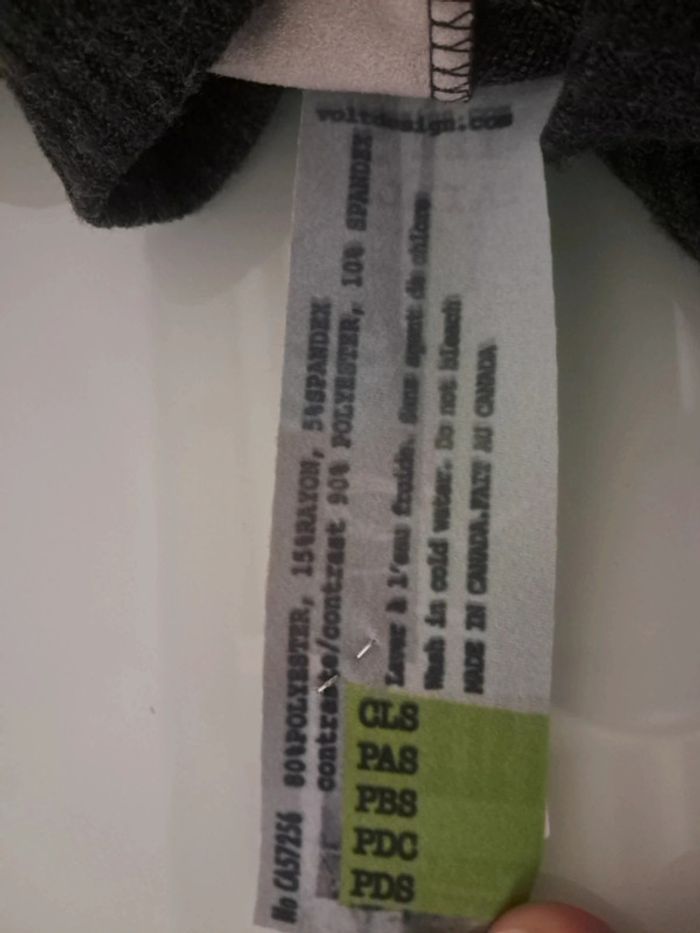 voltdesign.com
No CA57256 80%POLYESTER, 15%RAYON, 5%SPANDEX
contraste/contrast 90% POLYESTER, 10% SPANDEX
Laver à l'eau froide. Sans agent de chlore
Wash in cold water. Do not bleach
MADE IN CANADA.FAIT AU CANADA
CLS
PAS
PBS
PDC
PDS